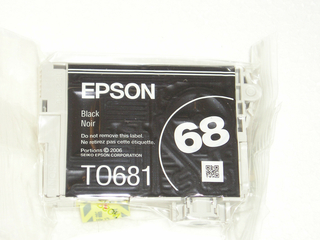 EPSON
Black
Noir
68
Do not remove this label.
Ne retirez pas cette étiquette.
Portions © 2006
SEIKO EPSON CORPORATION
T0681